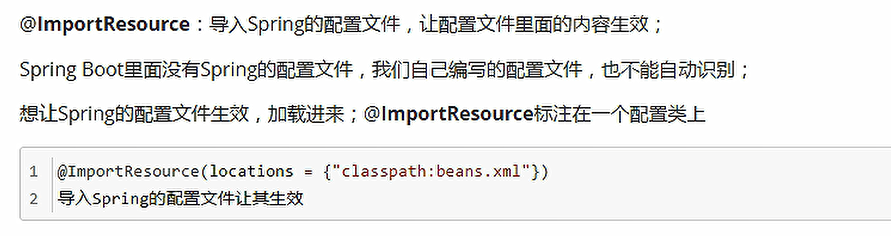 @ImportResource：导入Spring的配置文件，让配置文件里面的内容生效；
Spring Boot里面没有Spring的配置文件，我们自己编写的配置文件，也不能自动识别；
想让Spring的配置文件生效，加载进来；@ImportResource标注在一个配置类上
1 @ImportResource(locations = {"classpath:beans.xml"})
2 导入Spring的配置文件让其生效